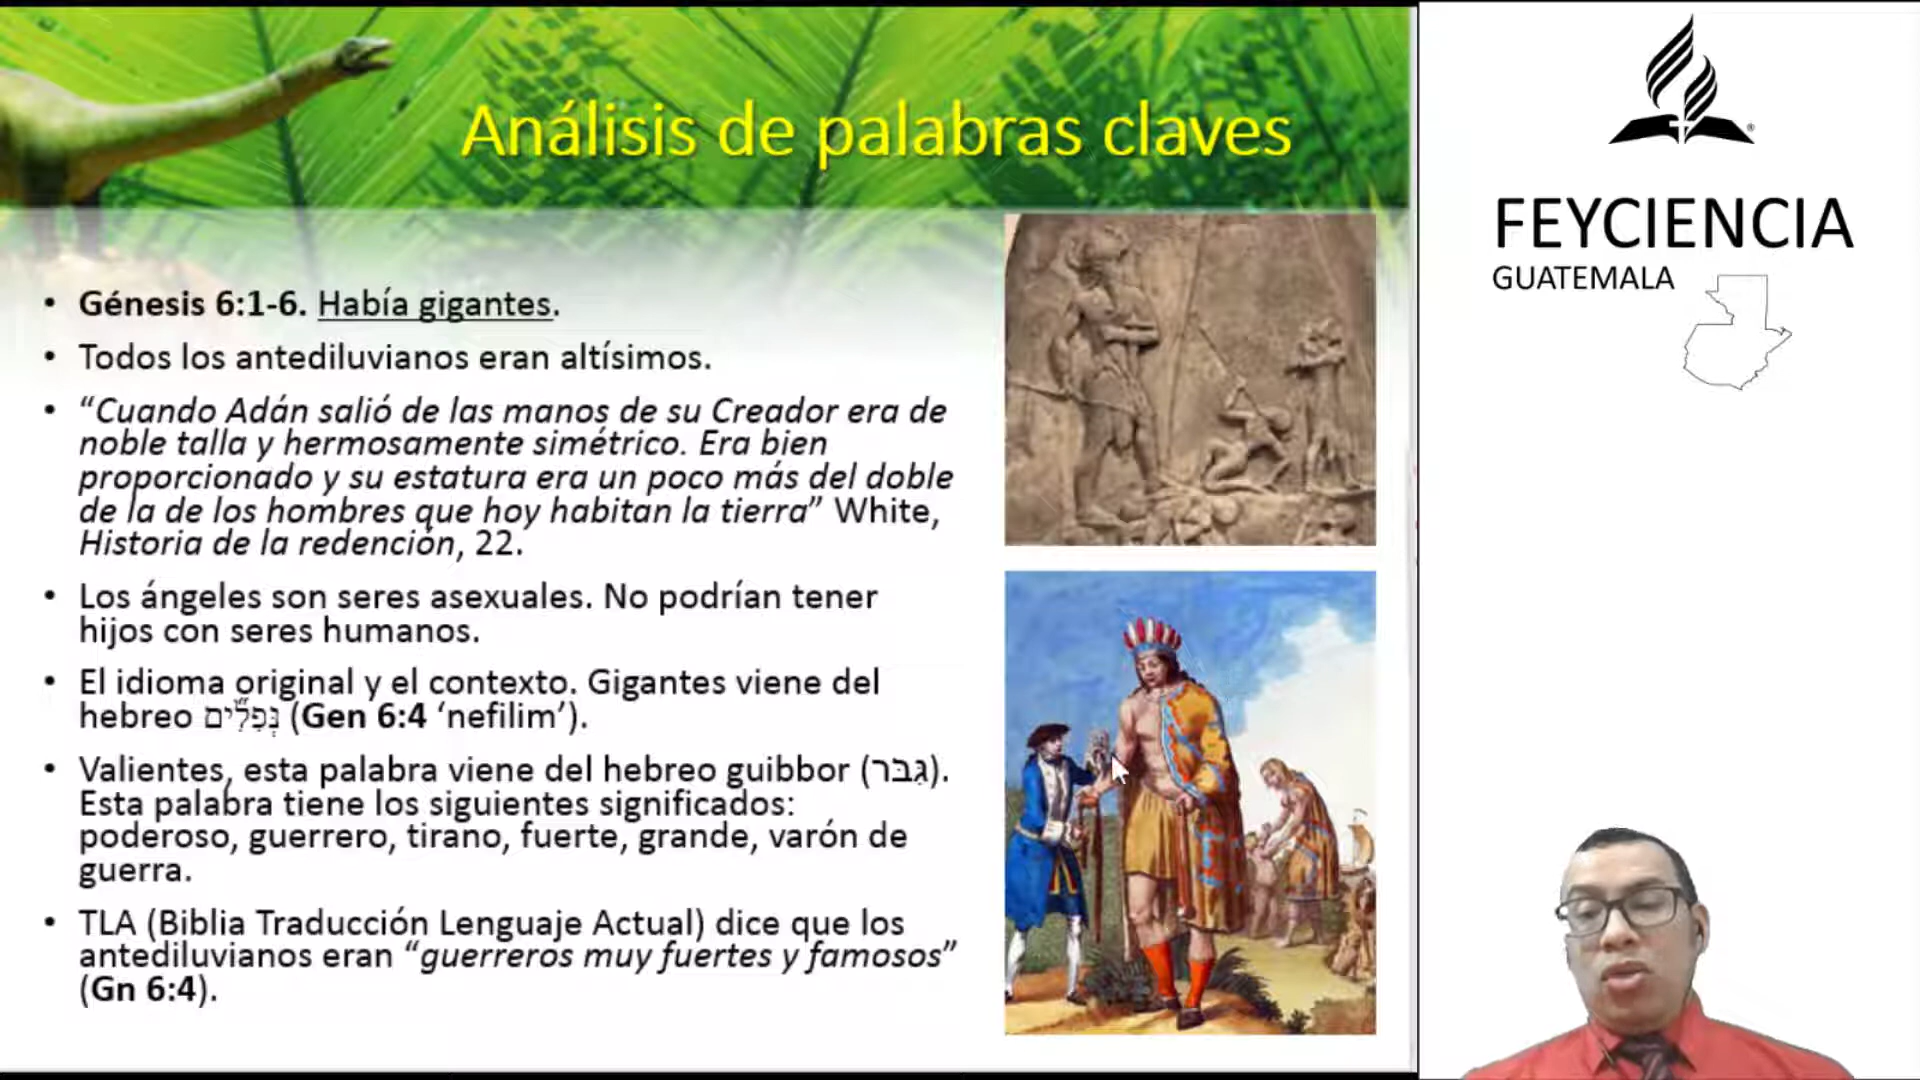 Análisis de palabras claves
• Génesis 6:1-6. Había gigantes.
• Todos los antediluvianos eran altísimos.
• “Cuando Adán salió de las manos de su Creador era de
noble talla y hermosamente simétrico. Era bien
proporcionado y su estatura era un poco más del doble
de la de los hombres que hoy habitan la tierra” White,
Historia de la redención, 22.
• Los ángeles son seres asexuales. No podrían tener
hijos con seres humanos.
• El idioma original y el contexto. Gigantes viene del
hebreo נְּפִלִ֞ים (Gen 6:4 ‘nefilim’).
• Valientes, esta palabra viene del hebreo guibbor (גִּבּר).
Esta palabra tiene los siguientes significados:
poderoso, guerrero, tirano, fuerte, grande, varón de
guerra.
• TLA (Biblia Traducción Lenguaje Actual) dice que los
antediluvianos eran “guerreros muy fuertes y famosos”
(Gn 6:4).
®
FEYCIENCIA
GUATEMALA